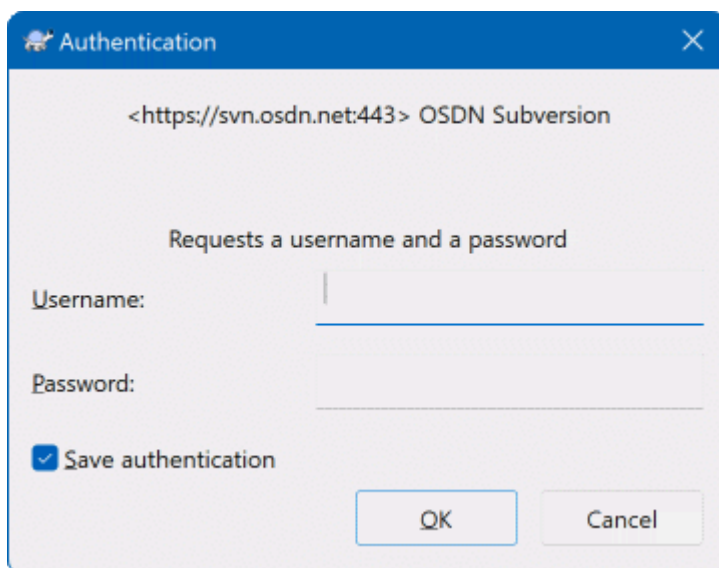 Authentication
<https://svn.osdn.net:443> OSDN Subversion
Requests a username and a password
Username:
Password:
Save authentication
OK
Cancel